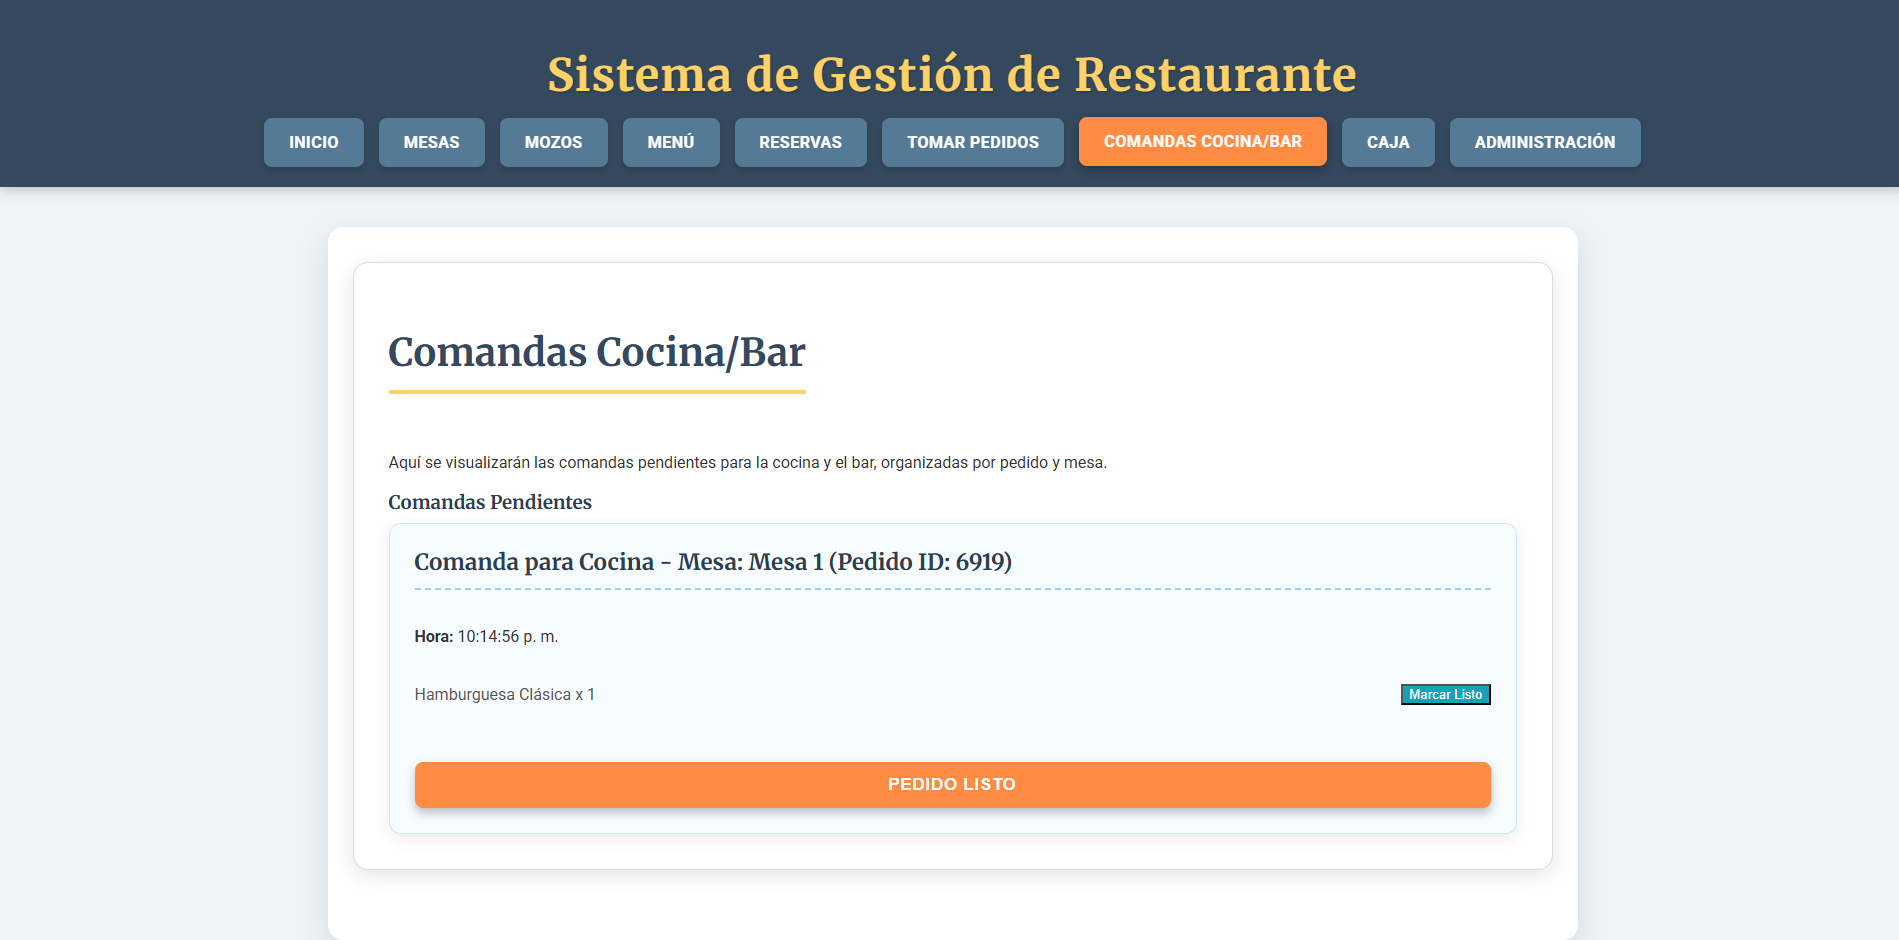 Sistema de Gestión de Restaurante
INICIO MESAS MOZOS MENÚ RESERVAS TOMAR PEDIDOS COMANDAS COCINA/BAR CAJA ADMINISTRACIÓN
Comandas Cocina/Bar
Aquí se visualizarán las comandas pendientes para la cocina y el bar, organizadas por pedido y mesa.
Comandas Pendientes
Comanda para Cocina - Mesa: Mesa 1 (Pedido ID: 6919)
Hora: 10:14:56 p. m.
Hamburguesa Clásica x 1 Marcar Listo
PEDIDO LISTO